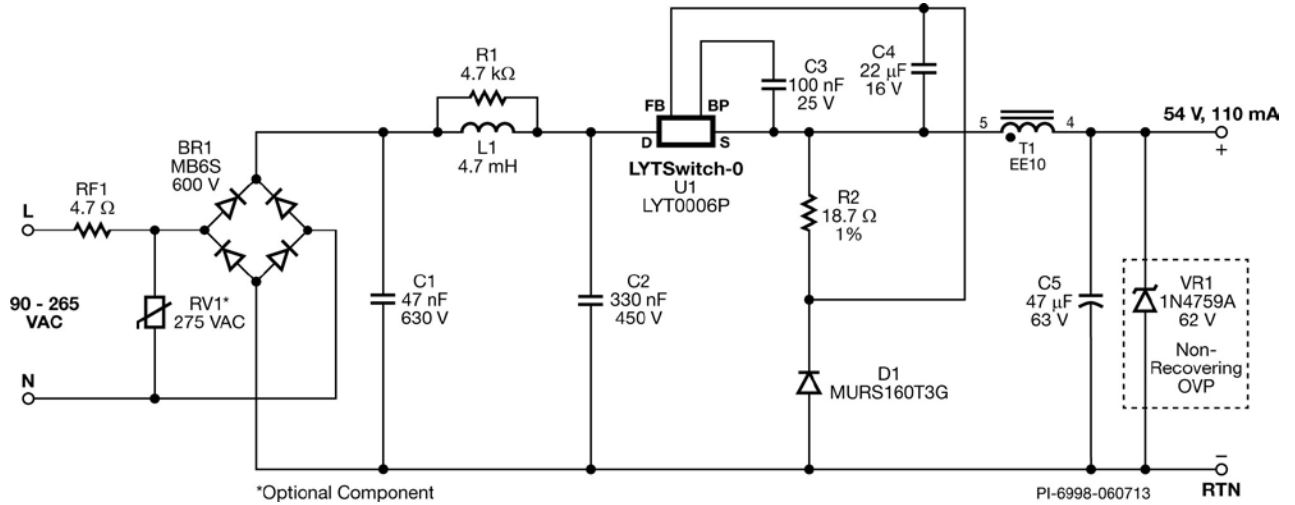 R1
4.7 kΩ
L1
4.7 mH
BR1
MB6S
600 V
RF1
4.7 Ω
L
90 - 265
VAC
RV1*
275 VAC
N
C1
47 nF
630 V
C2
330 nF
450 V
FB
BP
D
S
LYTSwitch-0
U1
LYT0006P
C3
100 nF
25 V
C4
22 µF
16 V
R2
18.7 Ω
1%
D1
MURS160T3G
5
4
T1
EE10
54 V, 110 mA
+
C5
47 µF
63 V
VR1
1N4759A
62 V
Non-
Recovering
OVP
–
RTN
*Optional Component
PI-6998-060713